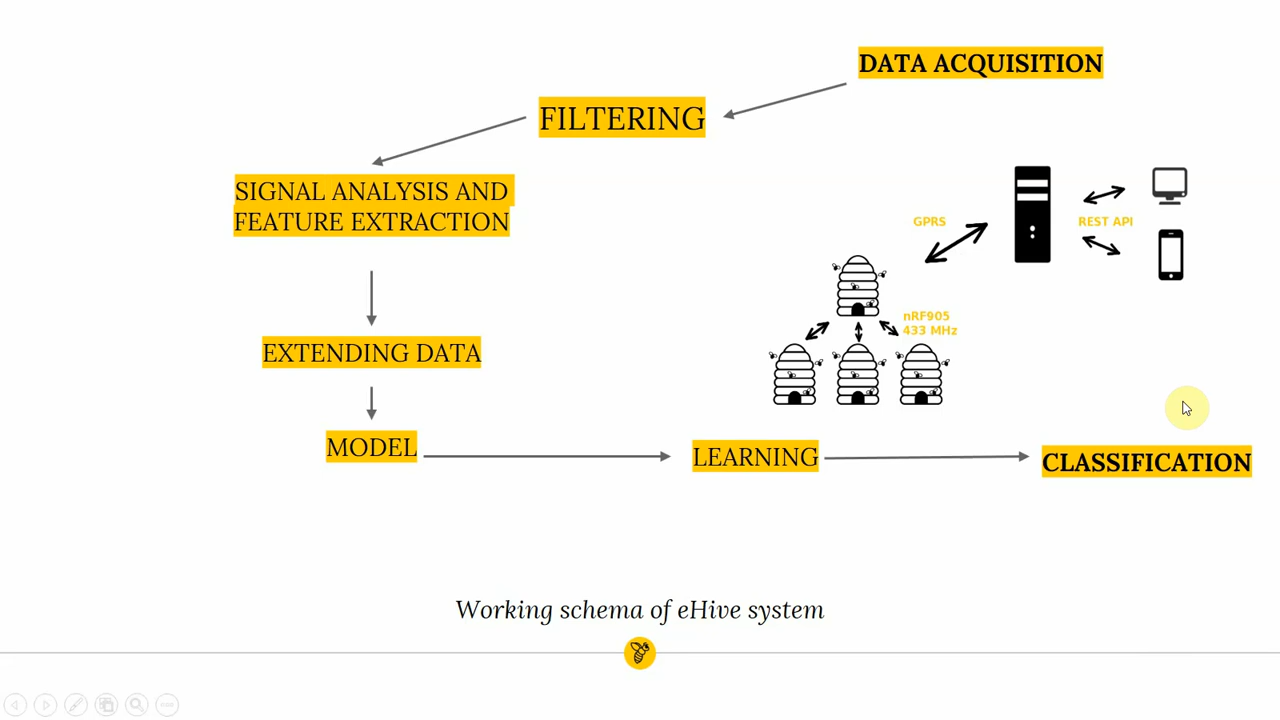 DATA ACQUISITION
FILTERING
SIGNAL ANALYSIS AND
FEATURE EXTRACTION
GPRS
REST API
nRF905
433 MHz
EXTENDING DATA
MODEL
LEARNING
CLASSIFICATION
Working schema of eHive system